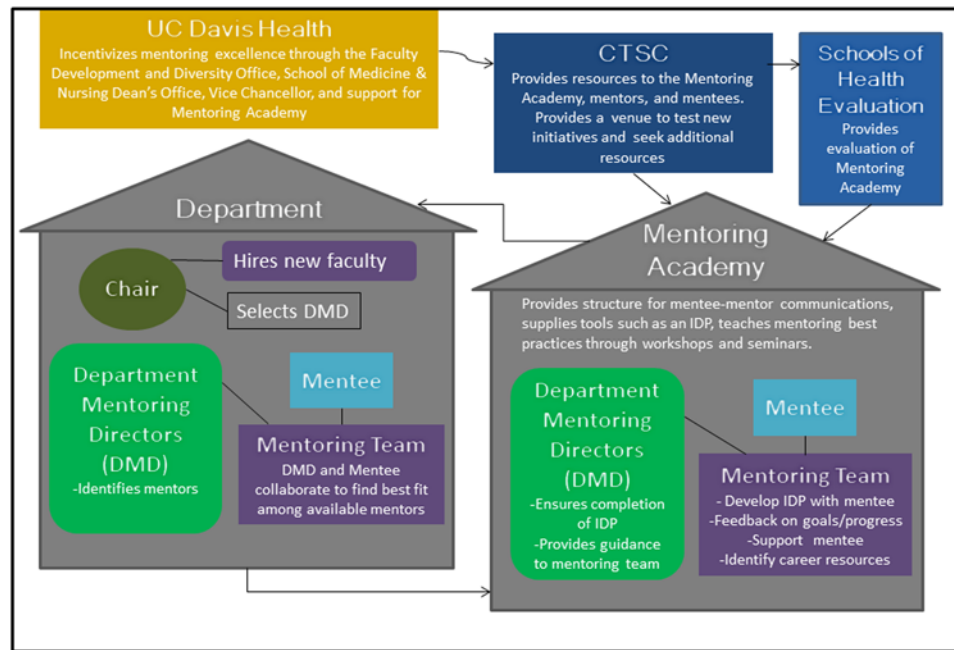 UC Davis Health
Incentivizes mentoring excellence through the Faculty
Development and Diversity Office, School of Medicine &
Nursing Dean's Office, Vice Chancellor, and support for
Mentoring Academy
CTSC
Provides resources to the Mentoring
Academy, mentors, and mentees.
Provides a venue to test new
initiatives and seek additional
resources
Schools of
Health
Evaluation
Provides
evaluation of
Mentoring
Academy
Department
Chair
Hires new faculty
Selects DMD
Department
Mentoring
Directors
(DMD)
-Identifies mentors
Mentee
Mentoring Team
DMD and Mentee
collaborate to find best fit
among available mentors
Mentoring
Academy
Provides structure for mentee-mentor communications,
supplies tools such as an IDP, teaches mentoring best
practices through workshops and seminars.
Department
Mentoring
Directors
(DMD)
-Ensures completion
of IDP
-Provides guidance
to mentoring team
Mentee
Mentoring Team
- Develop IDP with mentee
-Feedback on goals/progress
-Support mentee
-Identify career resources